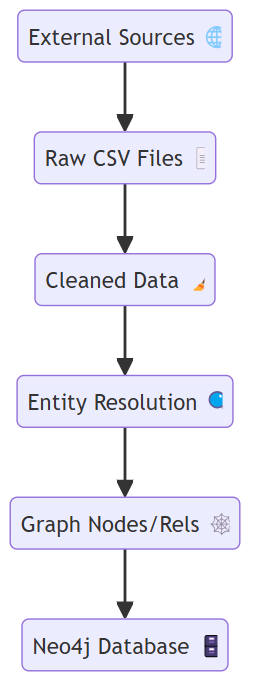 External Sources 🌐
Raw CSV Files 📄
Cleaned Data 🧹
Entity Resolution 🔍
Graph Nodes/Rels 🕸
Neo4j Database 🗄